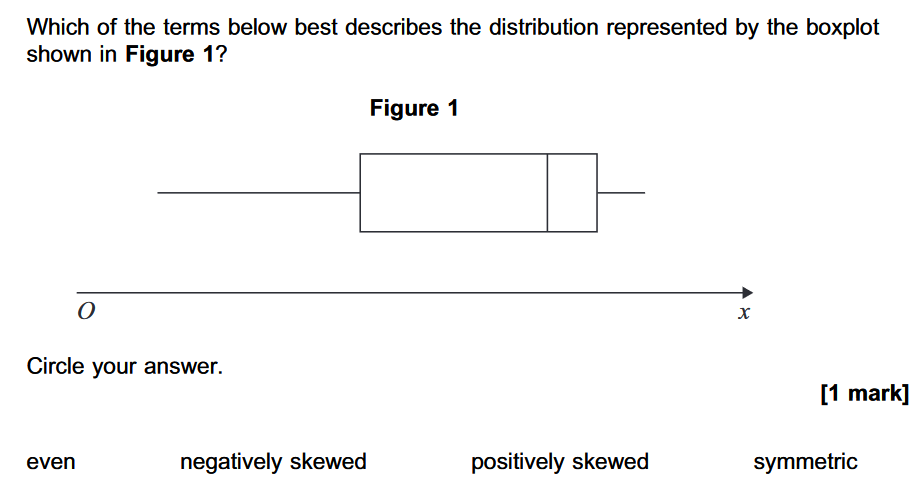 Which of the terms below best describes the distribution represented by the boxplot
shown in Figure 1?
Figure 1
O
x
Circle your answer.
[1 mark]
even negatively skewed positively skewed symmetric